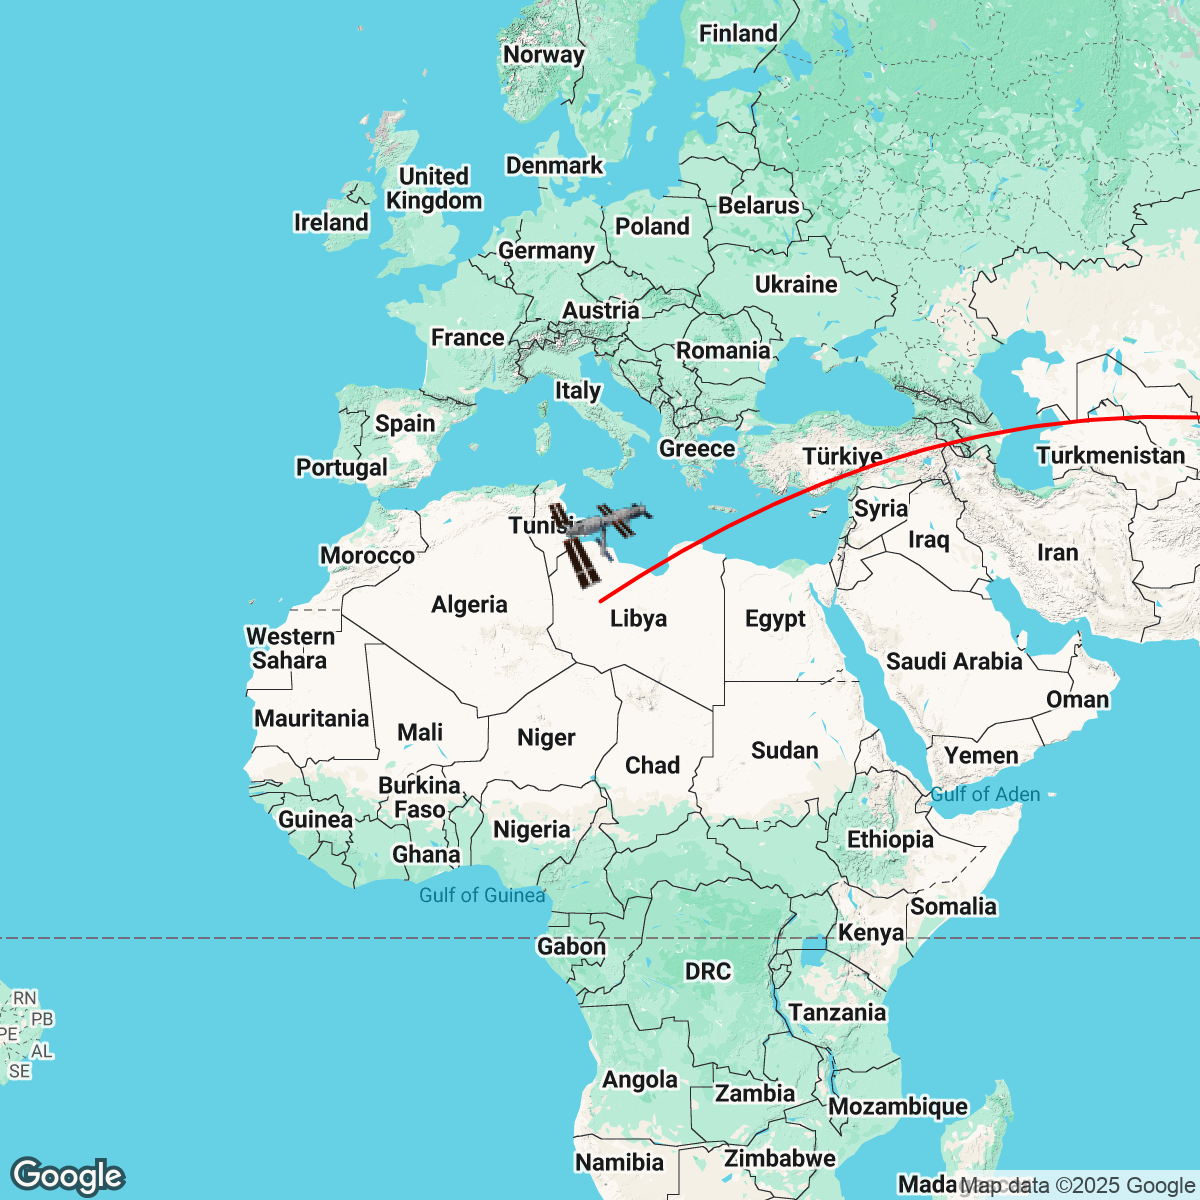 Finland
Norway
Denmark
United
Kingdom
Ireland
Belarus
Poland
Germany
Ukraine
Austria
France
Romania
Italy
Spain
Greece
Türkiye
Turkmenistan
Portugal
Syria
Tunisia
Iraq
Iran
Morocco
Algeria
Libya
Egypt
Western
Sahara
Saudi Arabia
Oman
Mauritania
Mali
Niger
Chad
Sudan
Yemen
Burkina
Faso
Gulf of Aden
Guinea
Nigeria
Ethiopia
Ghana
Gulf of Guinea
Somalia
Kenya
Gabon
DRC
RN
PB
PE
AL
SE
Tanzania
Angola
Zambia
Mozambique
Namibia
Zimbabwe
Google
Map data ©2025 Google